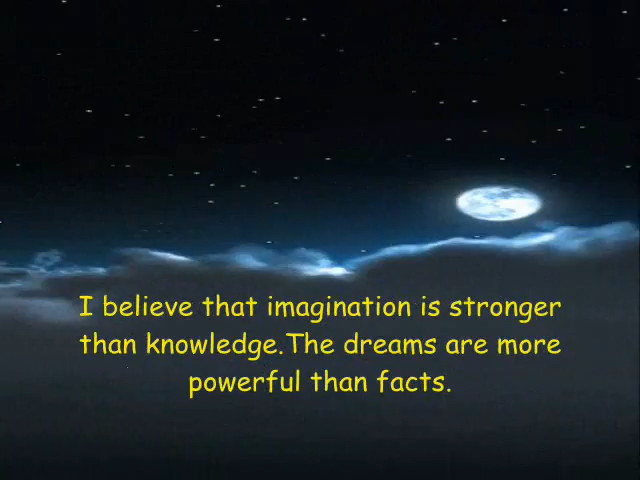 I believe that imagination is stronger
than knowledge.The dreams are more
powerful than facts.